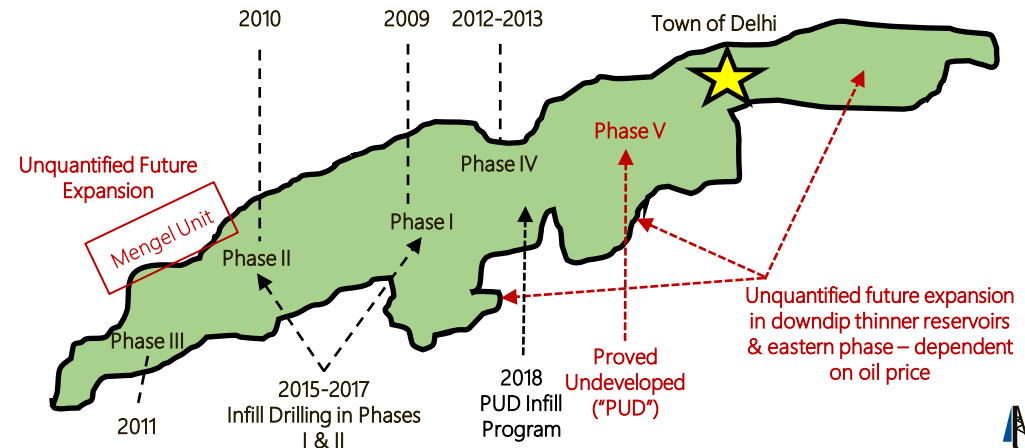 2010
2009
2012-2013
Town of Delhi
Phase V
Unquantified Future
Expansion
Phase IV
Mengel Unit
Phase I
Phase II
Unquantified future expansion
in downdip thinner reservoirs
& eastern phase – dependent
on oil price
Phase III
Proved
Undeveloped
("PUD")
2018
PUD Infill
Program
2015-2017
Infill Drilling in Phases
I & II
2011